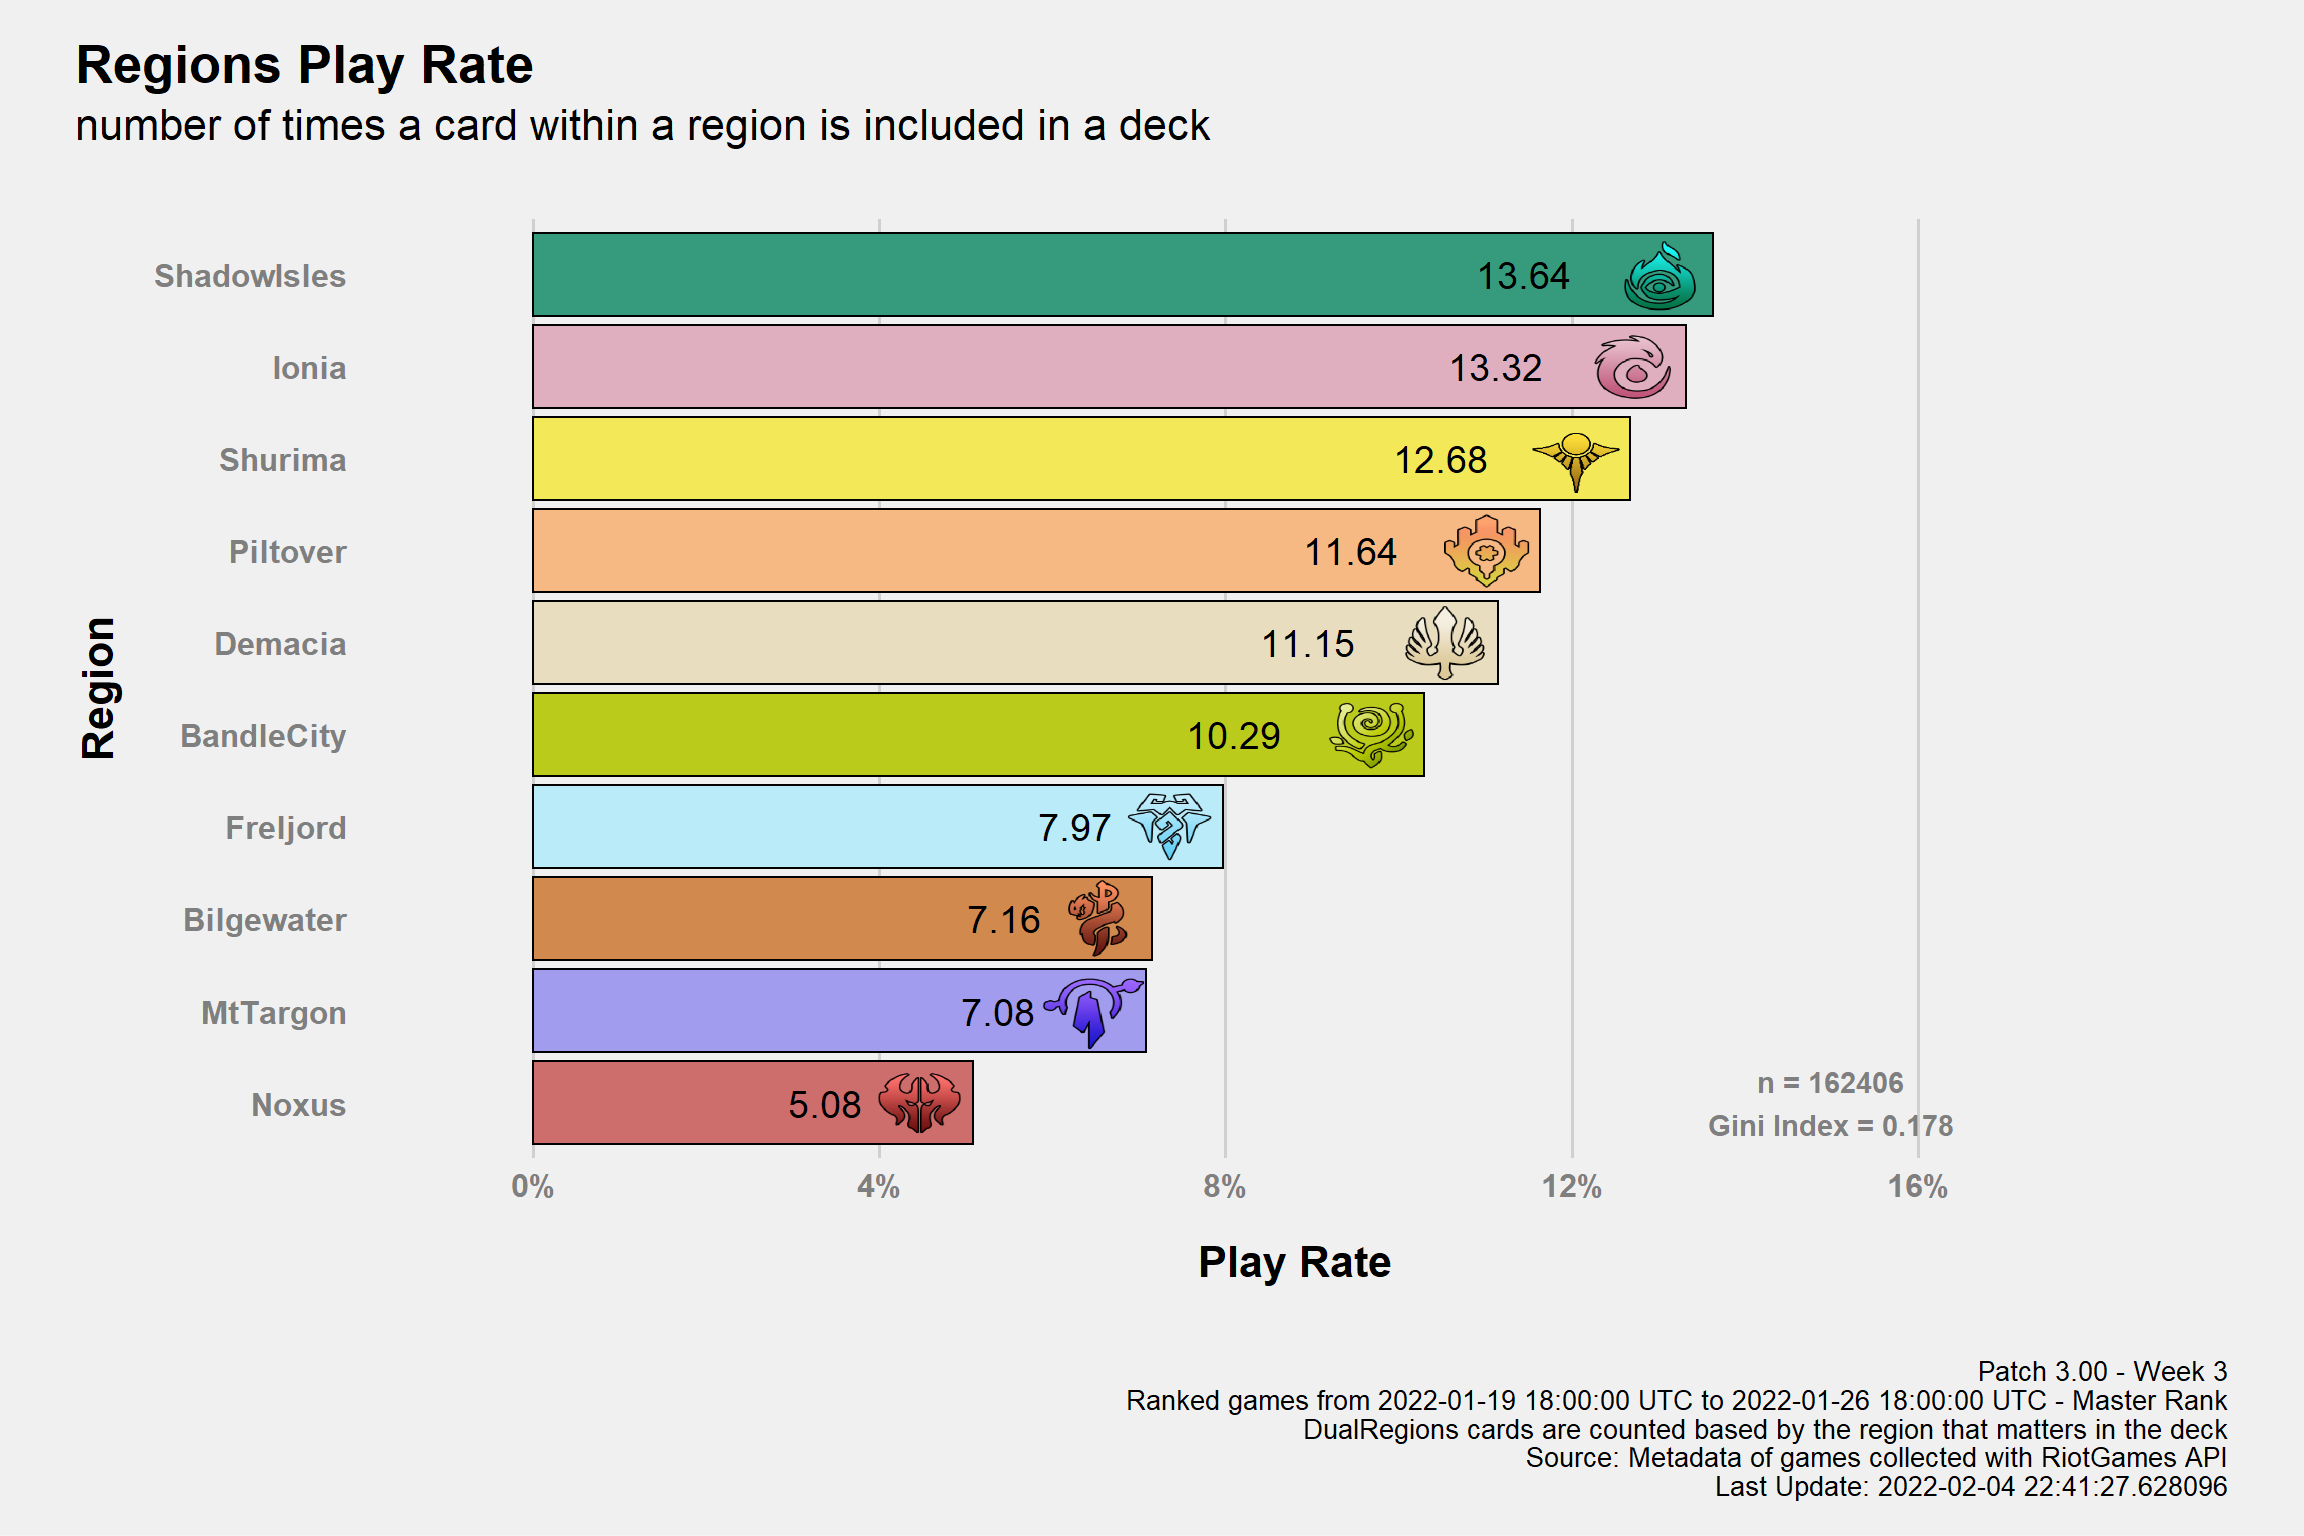 Regions Play Rate
number of times a card within a region is included in a deck
ShadowIsles 13.64
Ionia 13.32
Shurima 12.68
Piltover 11.64
Demacia 11.15
BandleCity 10.29
Freljord 7.97
Bilgewater 7.16
MtTargon 7.08
Noxus 5.08
Region
n = 162406
Gini Index = 0.178
0% 4% 8% 12% 16%
Play Rate
Patch 3.00 - Week 3
Ranked games from 2022-01-19 18:00:00 UTC to 2022-01-26 18:00:00 UTC - Master Rank
DualRegions cards are counted based by the region that matters in the deck
Source: Metadata of games collected with RiotGames API
Last Update: 2022-02-04 22:41:27.628096